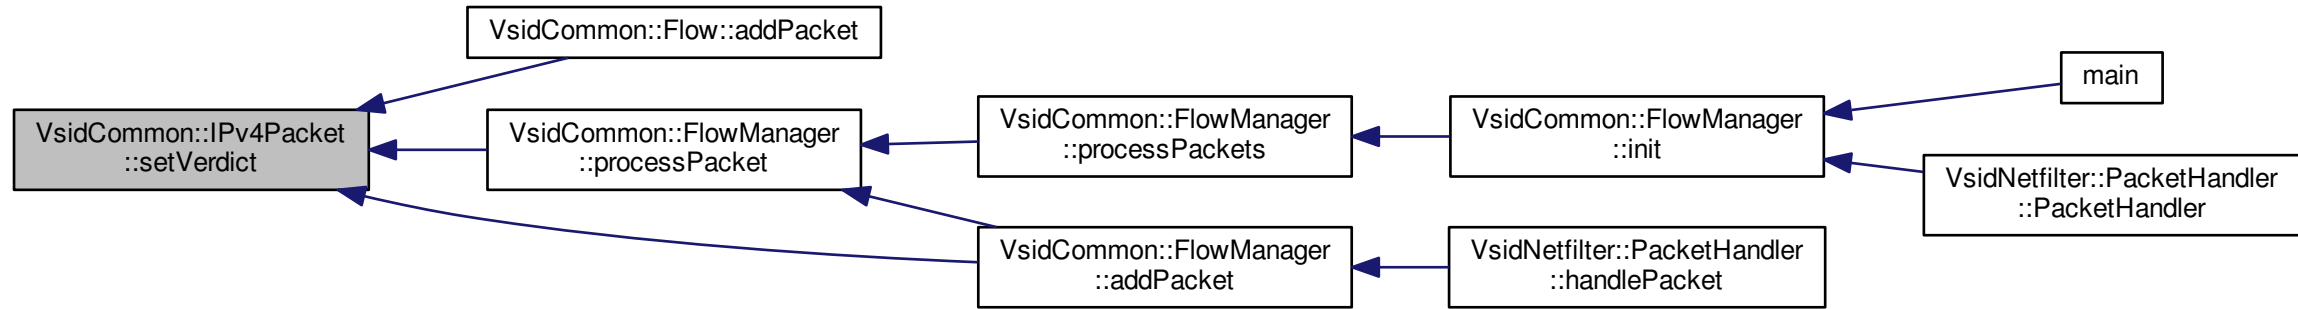 VsidCommon::Flow::addPacket
VsidCommon::IPv4Packet
::setVerdict
VsidCommon::FlowManager
::processPacket
VsidCommon::FlowManager
::processPackets
VsidCommon::FlowManager
::addPacket
VsidCommon::FlowManager
::init
VsidNetfilter::PacketHandler
::handlePacket
main
VsidNetfilter::PacketHandler
::PacketHandler